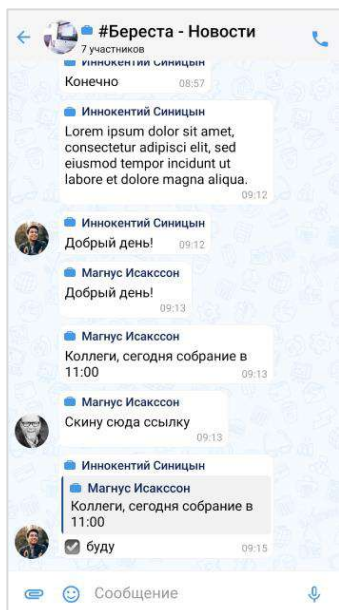 #Береста - Новости
7 участников
Иннокентий Синицын
Конечно 08:57
Иннокентий Синицын
Lorem ipsum dolor sit amet,
consectetur adipisci elit, sed
eiusmod tempor incidunt ut
labore et dolore magna aliqua.
09:12
Иннокентий Синицын
Добрый день! 09:12
Магнус Исакссон
Добрый день!
09:13
Магнус Исакссон
Коллеги, сегодня собрание в
11:00 09:13
Магнус Исакссон
Скину сюда ссылку
09:13
Иннокентий Синицын
Магнус Исакссон
Коллеги, сегодня собрание в
11:00
буду 09:15
Сообщение